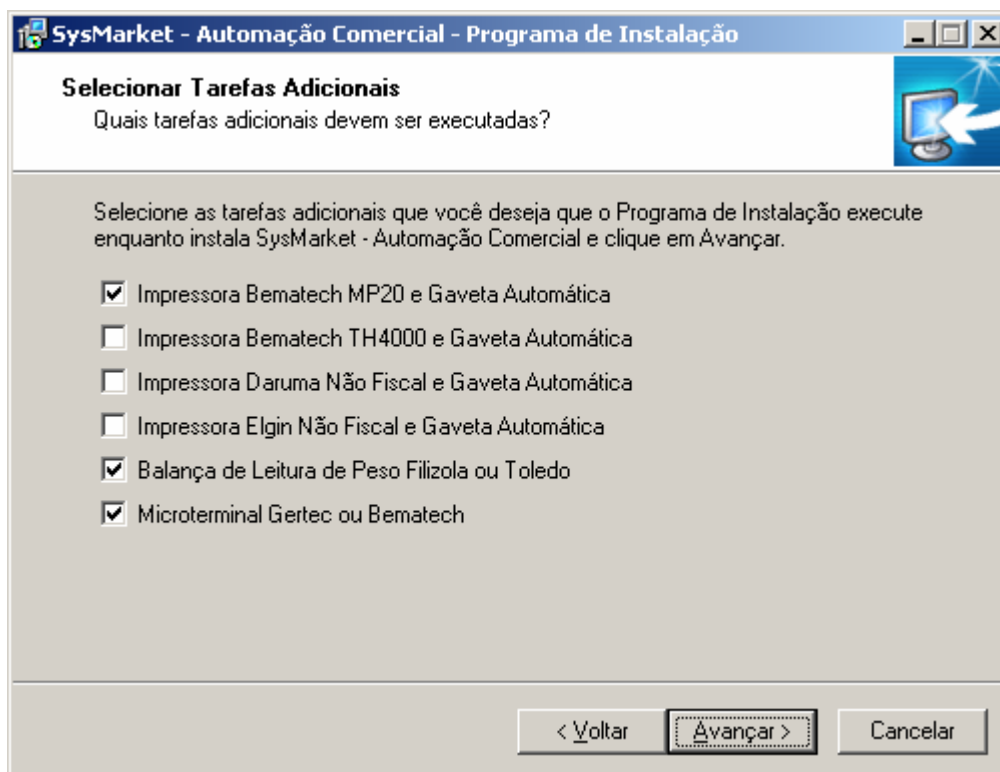 SysMarket - Automação Comercial - Programa de Instalação
Selecionar Tarefas Adicionais
Quais tarefas adicionais devem ser executadas?
Selecione as tarefas adicionais que você deseja que o Programa de Instalação execute
enquanto instala SysMarket - Automação Comercial e clique em Avançar.
Impressora Bematech MP20 e Gaveta Automática
Impressora Bematech TH4000 e Gaveta Automática
Impressora Daruma Não Fiscal e Gaveta Automática
Impressora Elgin Não Fiscal e Gaveta Automática
Balança de Leitura de Peso Filizola ou Toledo
Microterminal Gertec ou Bematech
< Voltar Avançar > Cancelar